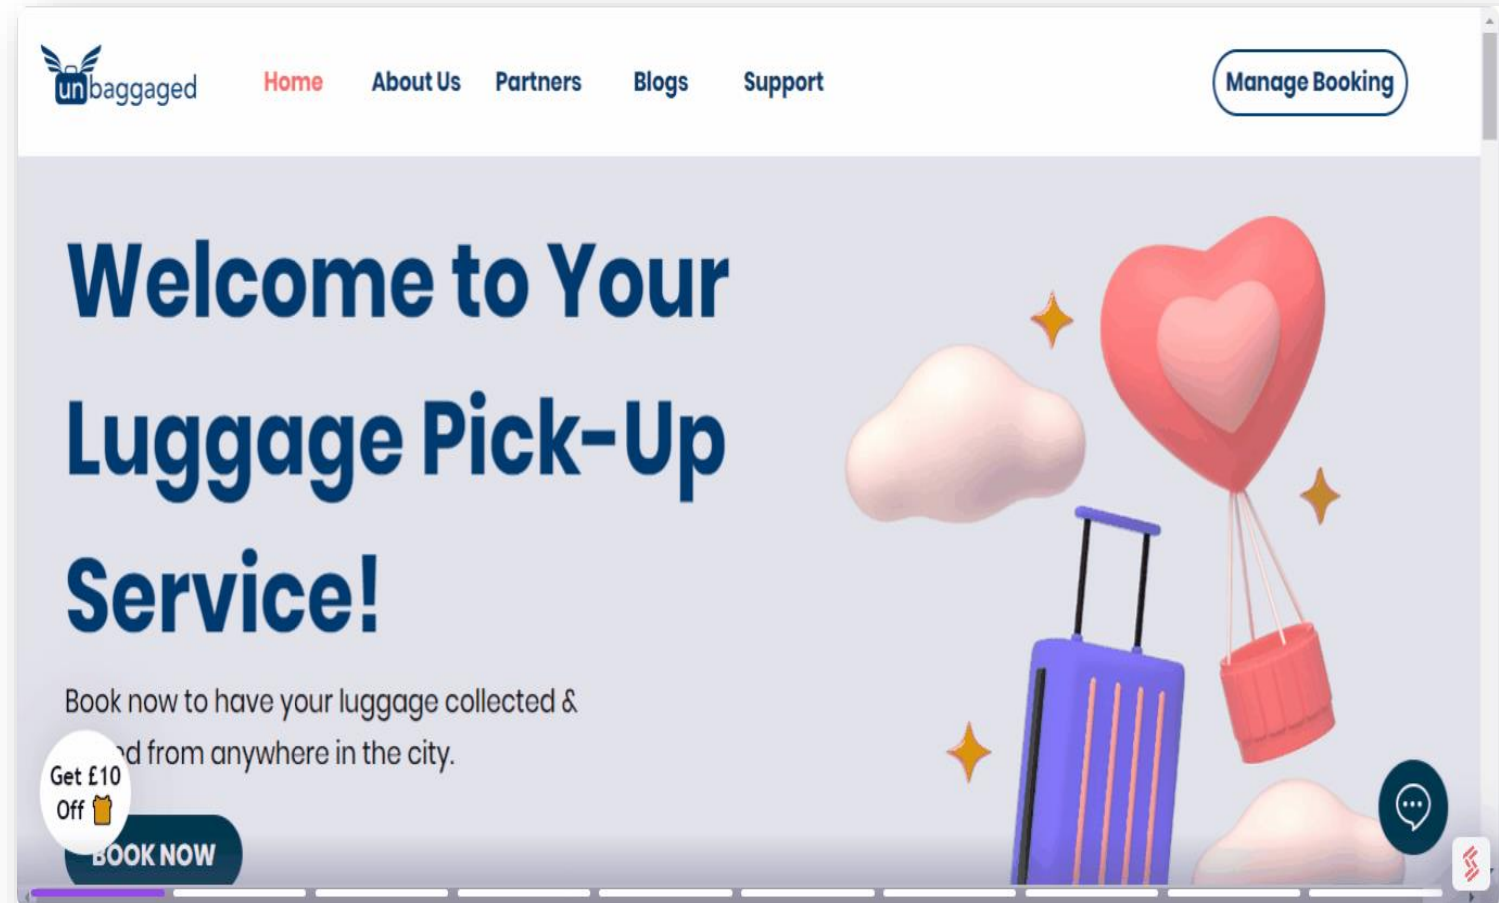 unbaggaged
Home About Us Partners Blogs Support
Manage Booking
Welcome to Your
Luggage Pick-Up
Service!
Book now to have your luggage collected &
from anywhere in the city.
Get £10
Off
BOOK NOW